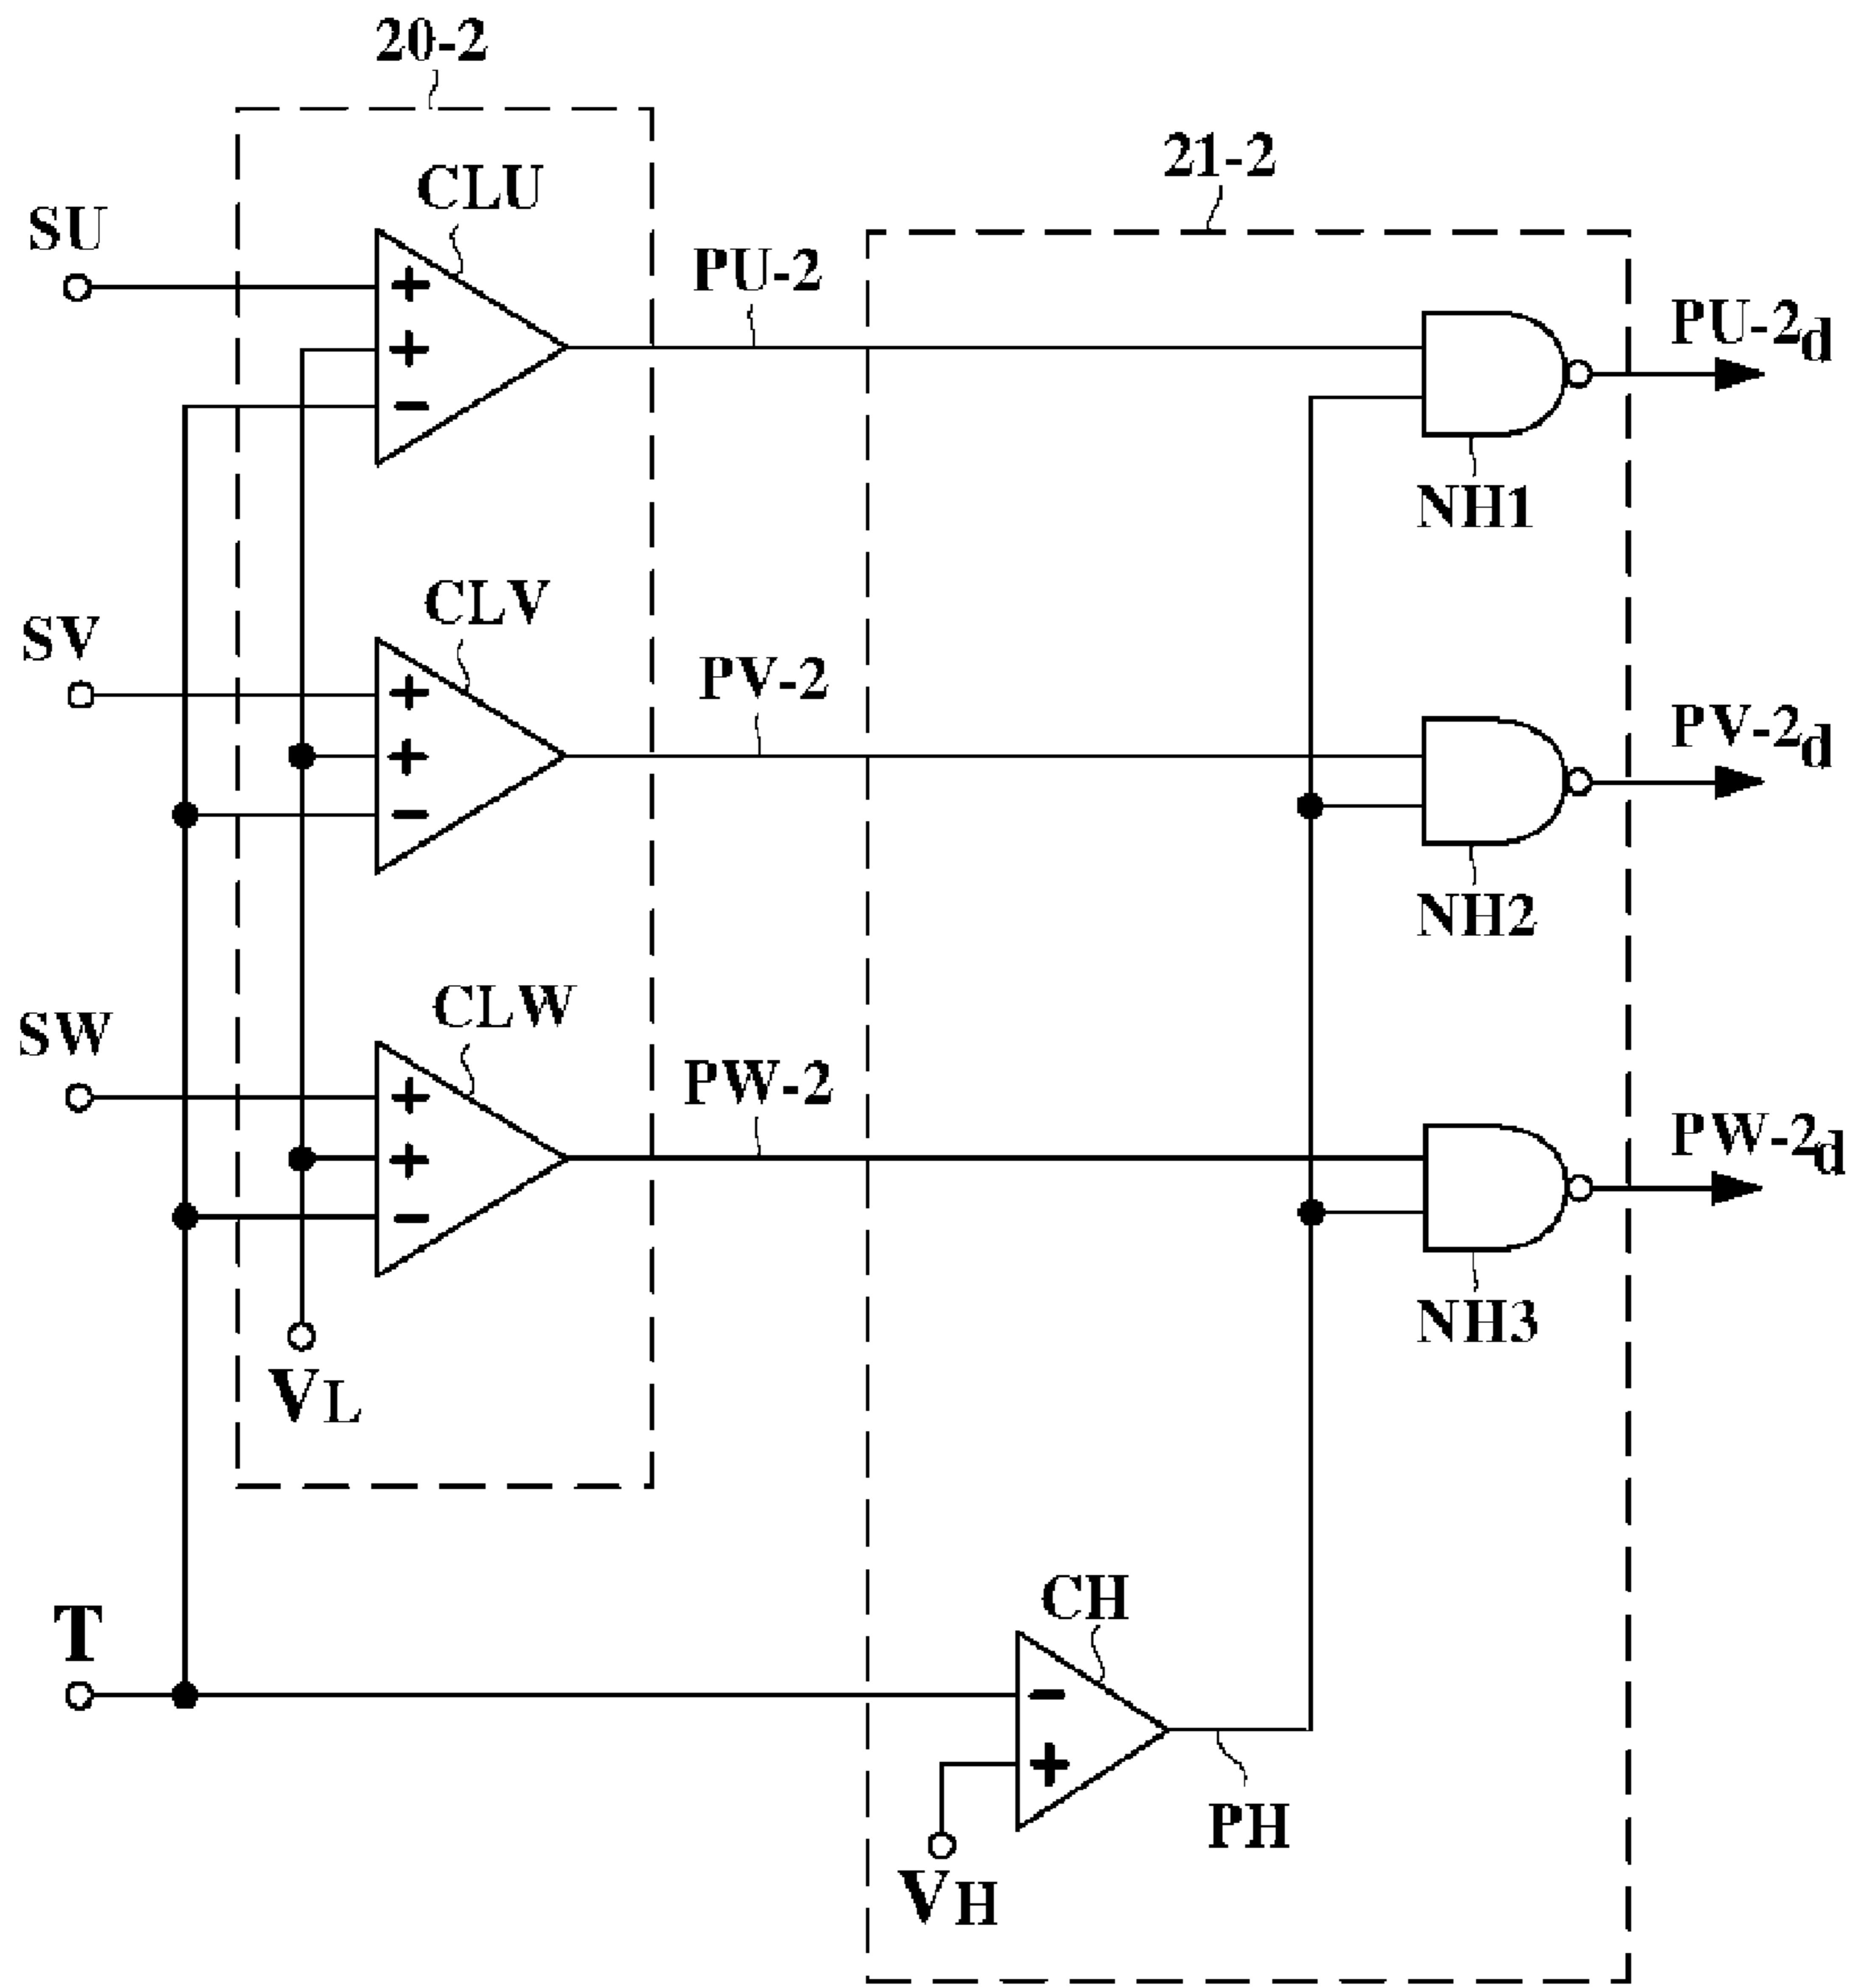 20-2
21-2
CLU
SU
+
+
−
PU-2
PU-2d
NH1
CLV
SV
+
+
−
PV-2
PV-2d
NH2
CLW
SW
+
+
−
PW-2
PW-2d
NH3
VL
T
CH
−
+
PH
VH